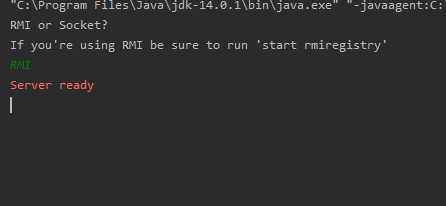 "C:\Program Files\Java\jdk-14.0.1\bin\java.exe" "-javaagent:C:
RMI or Socket?
If you're using RMI be sure to run 'start rmiregistry'
RMI
Server ready